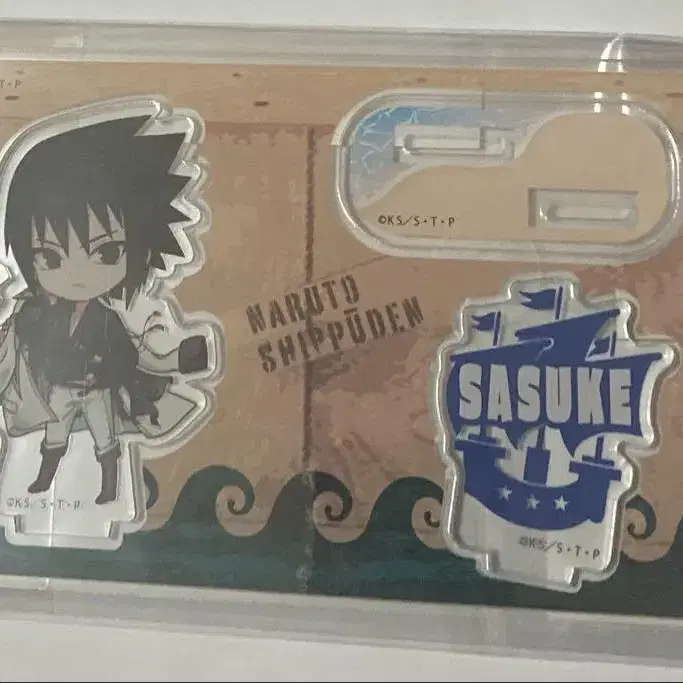 T・P
©KS/S・T・P
NARUTO
SHIPPŪDEN
SASUKE
©KS/S・T・P
©KS/S・T・P